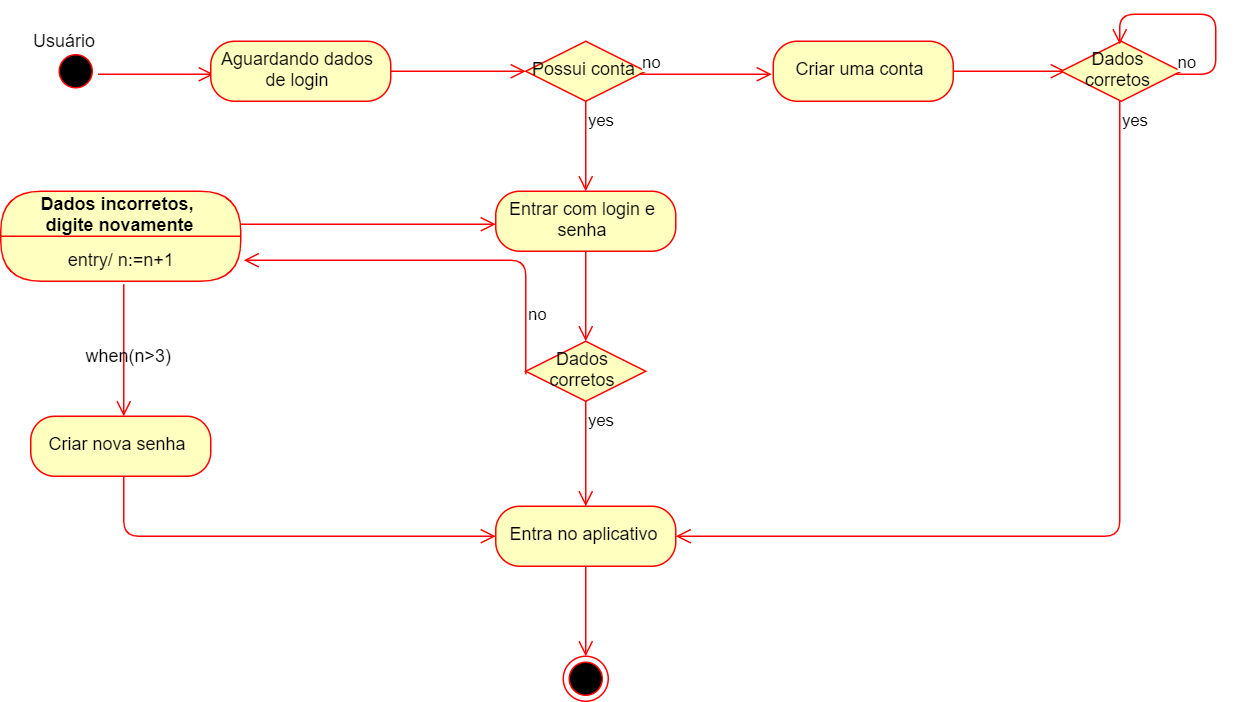 Usuário
Aguardando dados
de login
Possui conta
no
Criar uma conta
Dados
corretos
no
yes
yes
Dados incorretos,
digite novamente
entry/ n:=n+1
Entrar com login e
senha
no
when(n>3)
Dados
corretos
yes
Criar nova senha
Entra no aplicativo